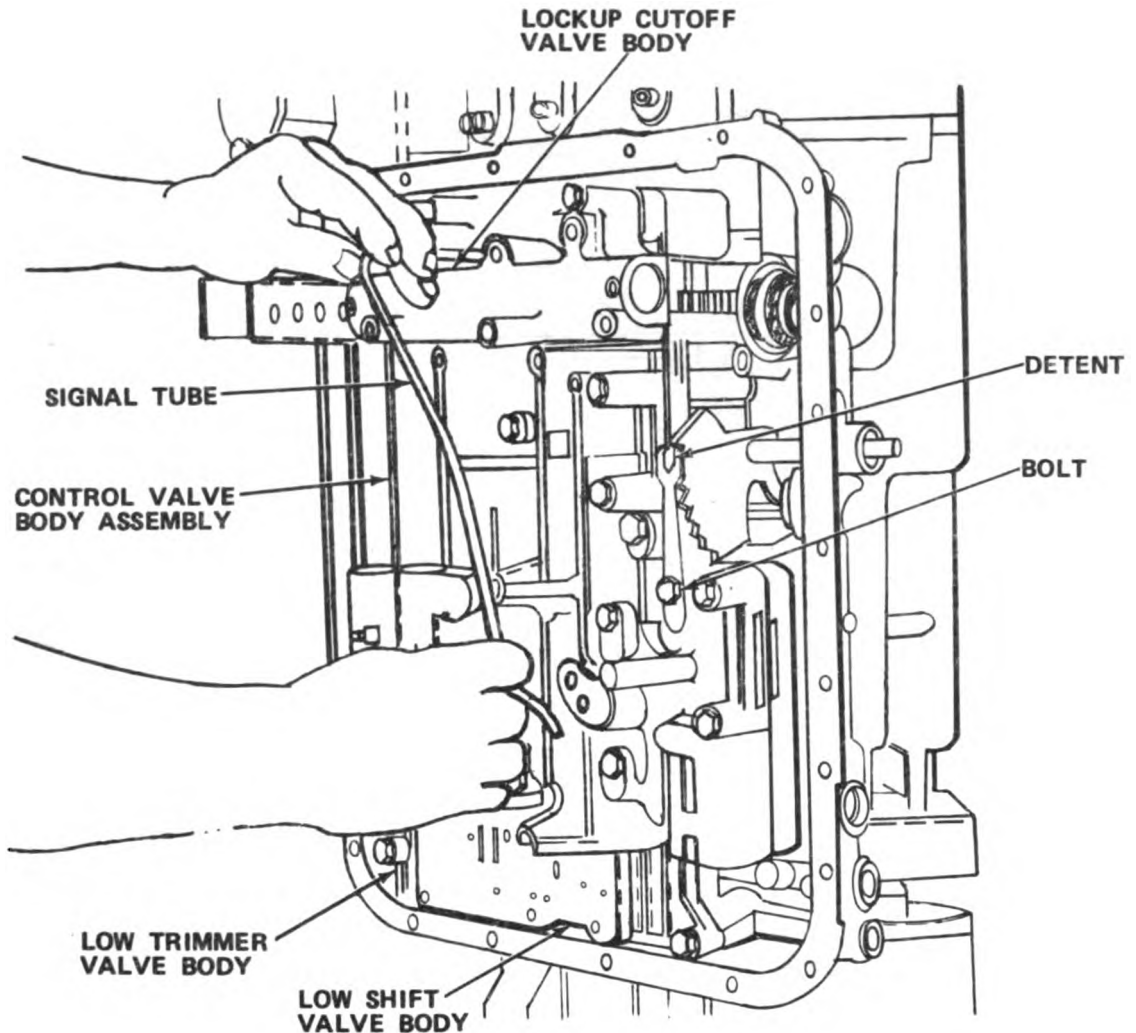 LOCKUP CUTOFF
VALVE BODY
SIGNAL TUBE
DETENT
BOLT
CONTROL VALVE
BODY ASSEMBLY
LOW TRIMMER
VALVE BODY
LOW SHIFT
VALVE BODY